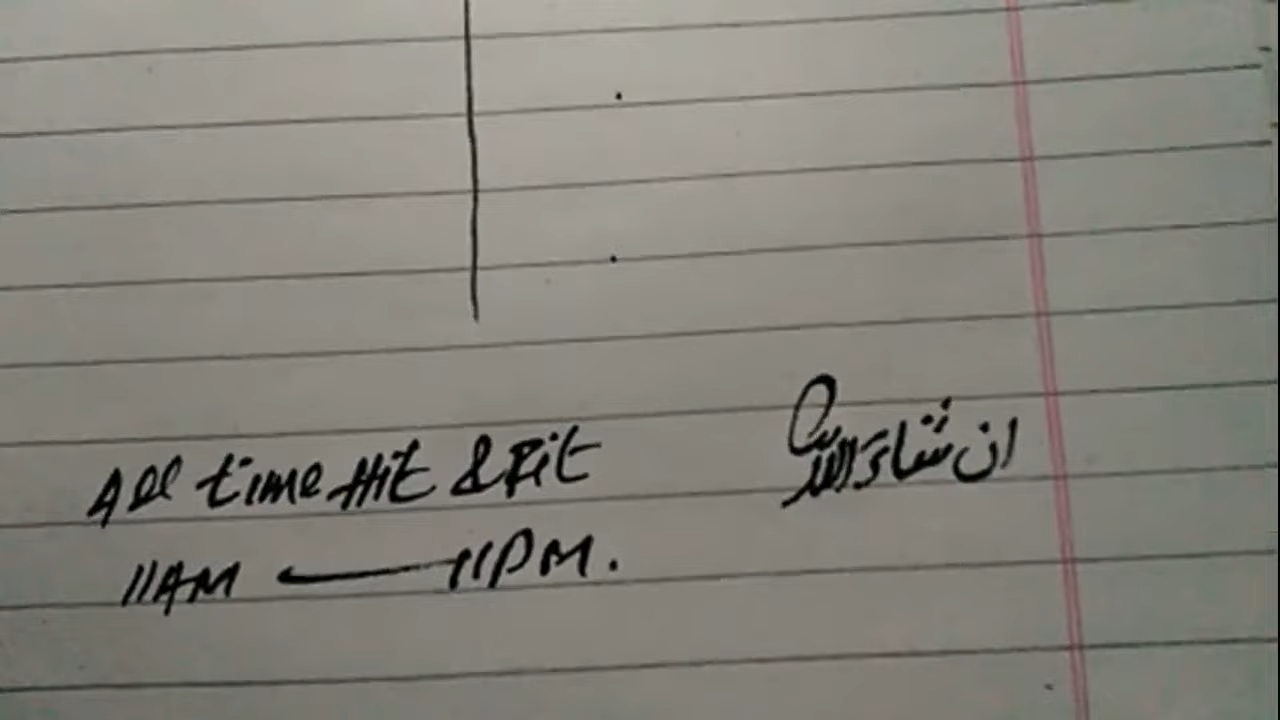 All time Hit & Fit
ان شاءَ اللہ
11AM — 11PM.